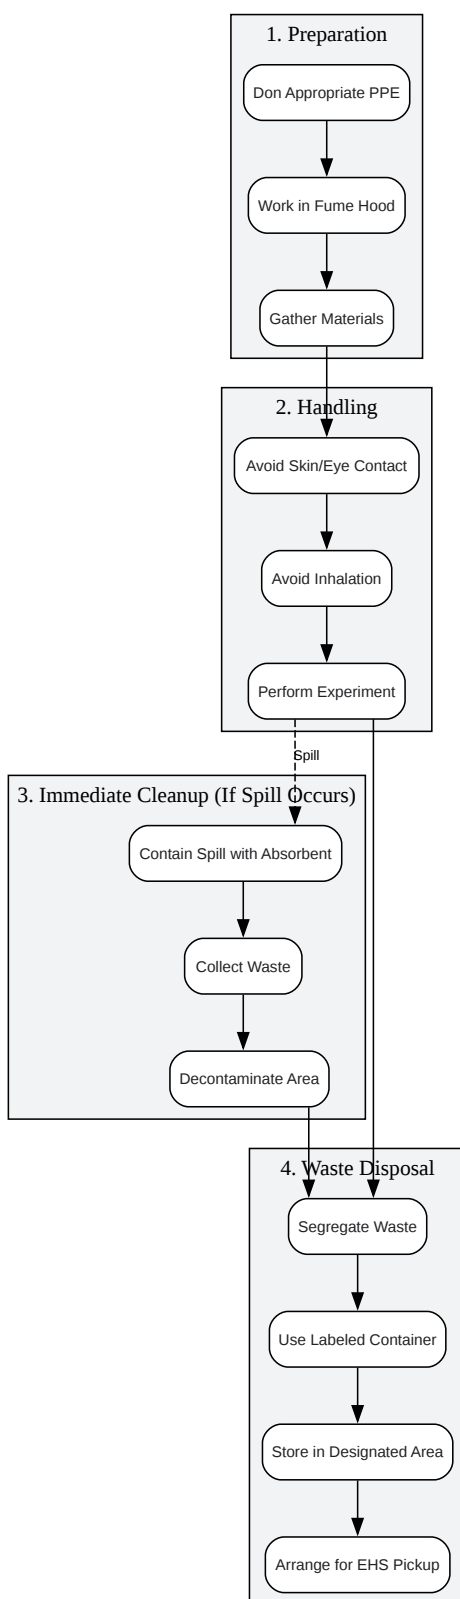 1. Preparation
Don Appropriate PPE
Work in Fume Hood
Gather Materials
2. Handling
Avoid Skin/Eye Contact
Avoid Inhalation
Perform Experiment
Spill
3. Immediate Cleanup (If Spill Occurs)
Contain Spill with Absorbent
Collect Waste
Decontaminate Area
4. Waste Disposal
Segregate Waste
Use Labeled Container
Store in Designated Area
Arrange for EHS Pickup